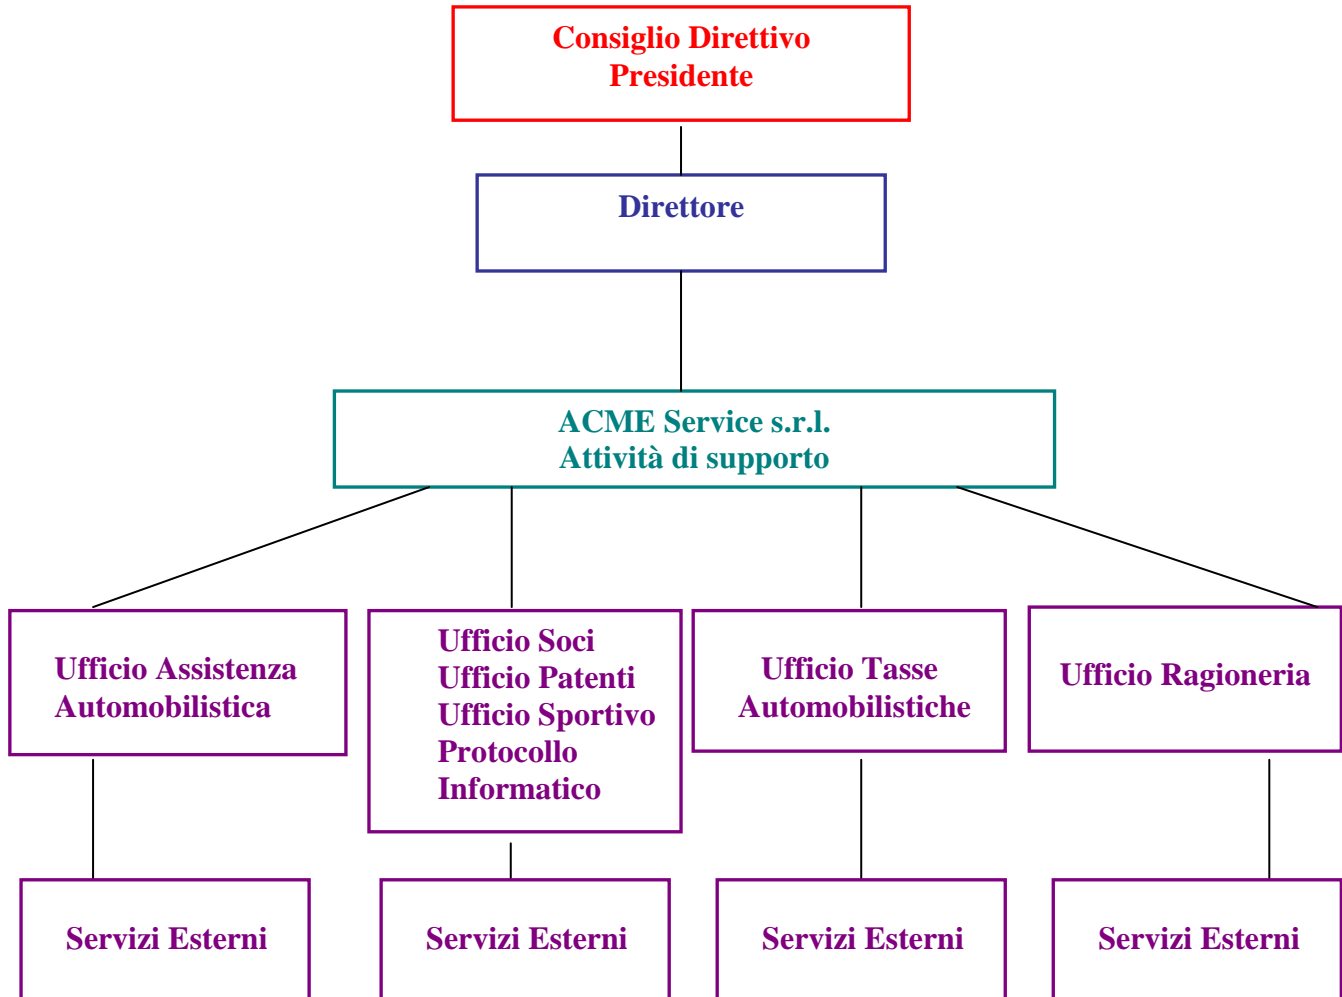 Consiglio Direttivo
Presidente
Direttore
ACME Service s.r.l.
Attività di supporto
Ufficio Assistenza
Automobilistica
Ufficio Soci
Ufficio Patenti
Ufficio Sportivo
Protocollo
Informatico
Ufficio Tasse
Automobilistiche
Ufficio Ragioneria
Servizi Esterni
Servizi Esterni
Servizi Esterni
Servizi Esterni